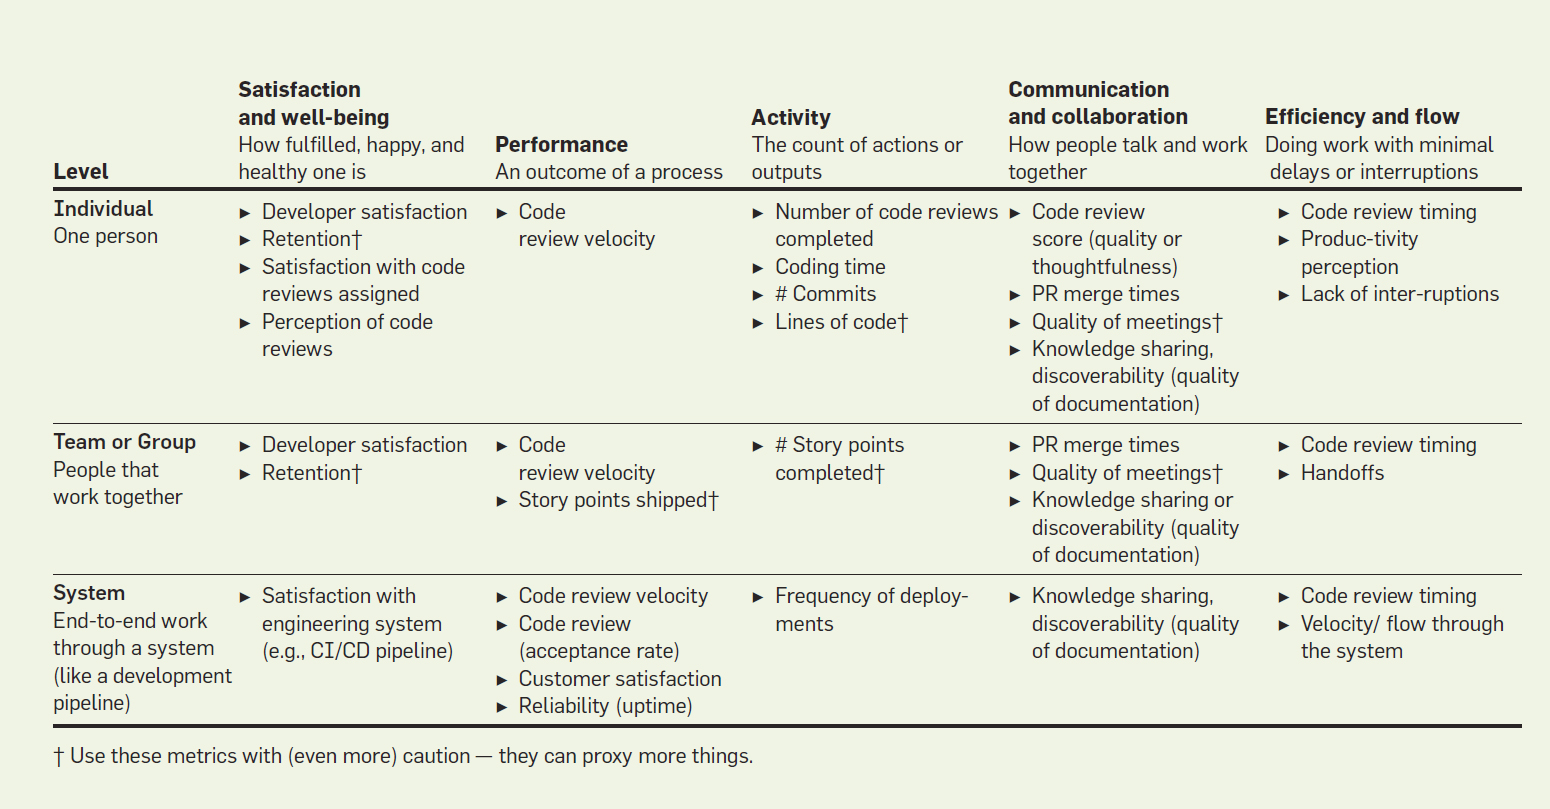 Level
Satisfaction
and well-being
How fulfilled, happy, and
healthy one is
Performance
An outcome of a process
Activity
The count of actions or
outputs
Communication
and collaboration
How people talk and work
together
Efficiency and flow
Doing work with minimal
delays or interruptions
Individual
One person
► Developer satisfaction
► Retention†
► Satisfaction with code
reviews assigned
► Perception of code
reviews
► Code
review velocity
► Number of code reviews
completed
► Coding time
► # Commits
► Lines of code†
► Code review
score (quality or
thoughtfulness)
► PR merge times
► Quality of meetings†
► Knowledge sharing,
discoverability (quality
of documentation)
► Code review timing
► Produc-tivity
perception
► Lack of inter-ruptions
Team or Group
People that
work together
► Developer satisfaction
► Retention†
► Code
review velocity
► Story points shipped†
► # Story points
completed†
► PR merge times
► Quality of meetings†
► Knowledge sharing or
discoverability (quality
of documentation)
► Code review timing
► Handoffs
System
End-to-end work
through a system
(like a development
pipeline)
► Satisfaction with
engineering system
(e.g., CI/CD pipeline)
► Code review velocity
► Code review
(acceptance rate)
► Customer satisfaction
► Reliability (uptime)
► Frequency of deploy-
ments
► Knowledge sharing,
discoverability (quality
of documentation)
► Code review timing
► Velocity/ flow through
the system
† Use these metrics with (even more) caution — they can proxy more things.